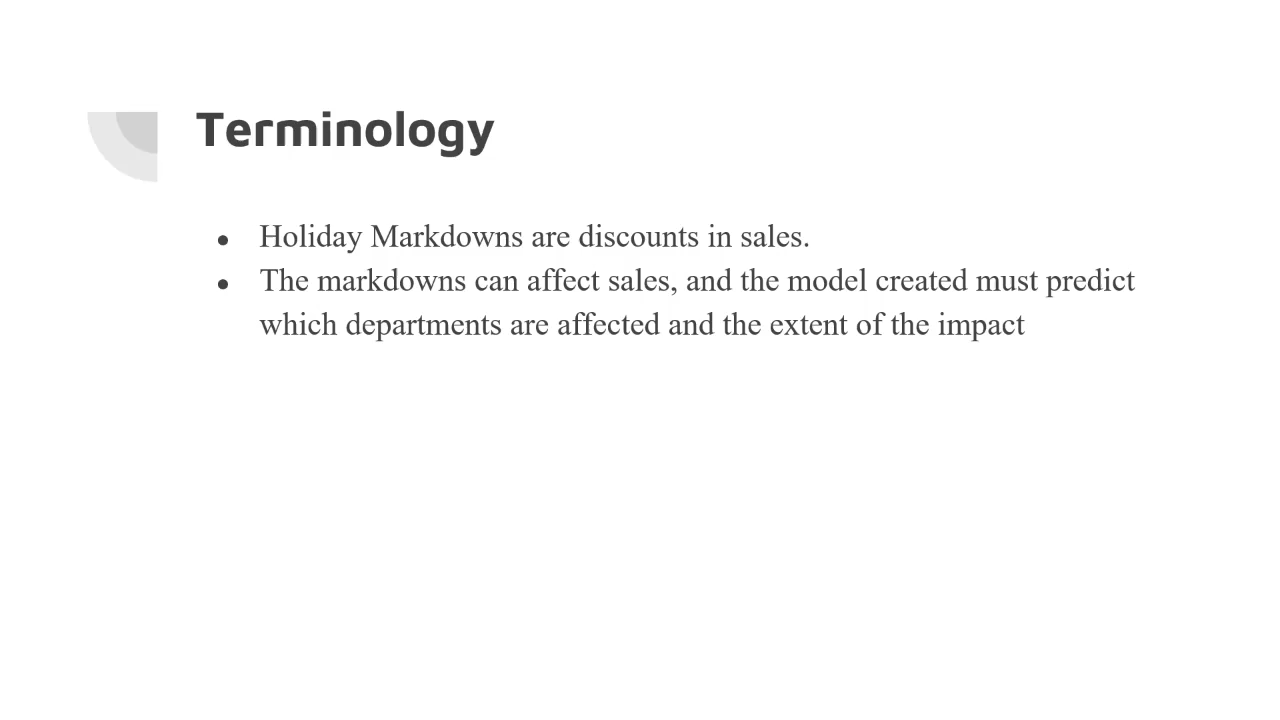 Terminology
● Holiday Markdowns are discounts in sales.
● The markdowns can affect sales, and the model created must predict
which departments are affected and the extent of the impact